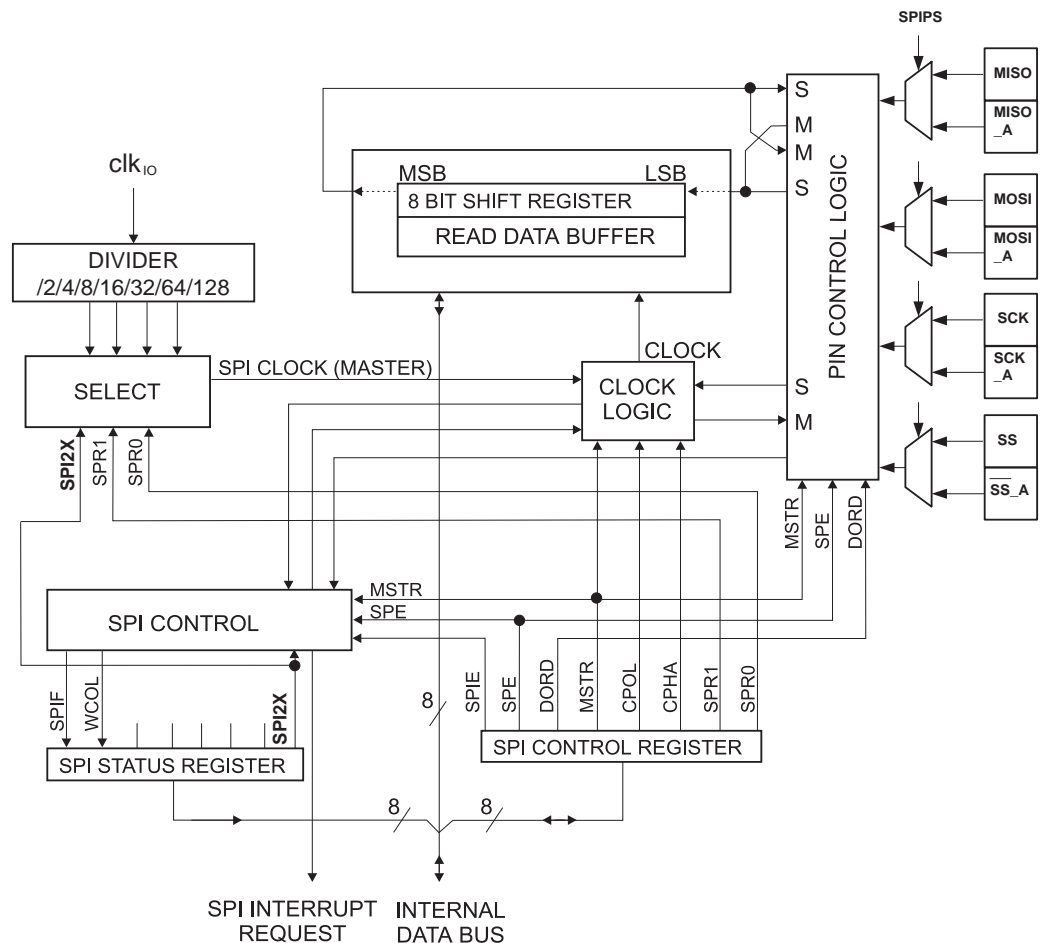 SPIPS
MISO
MISO
_A
MOSI
MOSI
_A
SCK
SCK
_A
SS
SS_A
S
M
M
S
S
M
PIN CONTROL LOGIC
clkIO
DIVIDER
/2/4/8/16/32/64/128
MSB
LSB
8 BIT SHIFT REGISTER
READ DATA BUFFER
SELECT
SPI CLOCK (MASTER)
CLOCK
CLOCK
LOGIC
SPI2X
SPR1
SPR0
MSTR
SPE
DORD
SPI CONTROL
MSTR
SPE
SPIF
WCOL
SPI2X
8
SPIE
SPE
DORD
MSTR
CPOL
CPHA
SPR1
SPR0
SPI STATUS REGISTER
SPI CONTROL REGISTER
8
8
SPI INTERRUPT
REQUEST
INTERNAL
DATA BUS